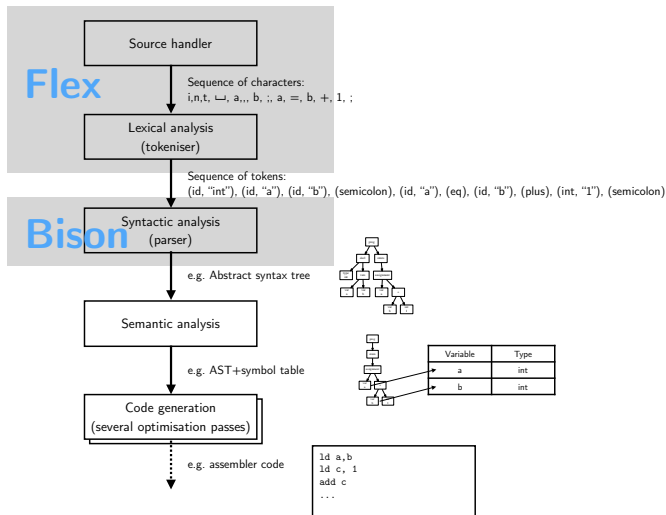 Source handler
Flex
Sequence of characters:
i,n,t, ⌴, a,,, b, ;, a, =, b, +, 1, ;
Lexical analysis
(tokeniser)
Sequence of tokens:
(id, “int”), (id, “a”), (id, “b”), (semicolon), (id, “a”), (eq), (id, “b”), (plus), (int, “1”), (semicolon)
Bison
Syntactic analysis
(parser)
e.g. Abstract syntax tree
Semantic analysis
e.g. AST+symbol table
Variable Type
a int
b int
Code generation
(several optimisation passes)
e.g. assembler code
ld a,b
ld c, 1
add c
...